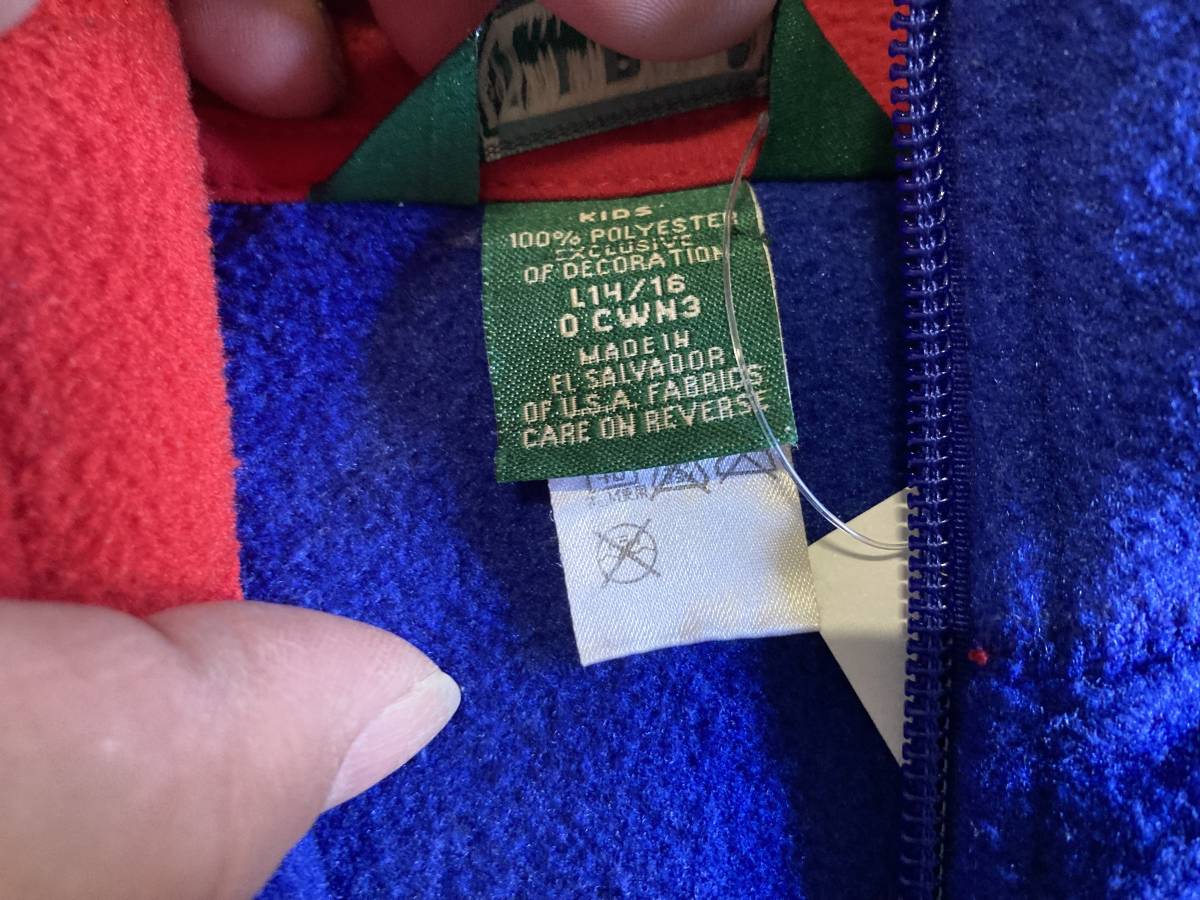 KIDS'
100% POLYESTER
EXCLUSIVE
OF DECORATION
L14/16
0 CWN3
MADE IN
EL SALVADOR
OF U.S.A. FABRICS
CARE ON REVERSE